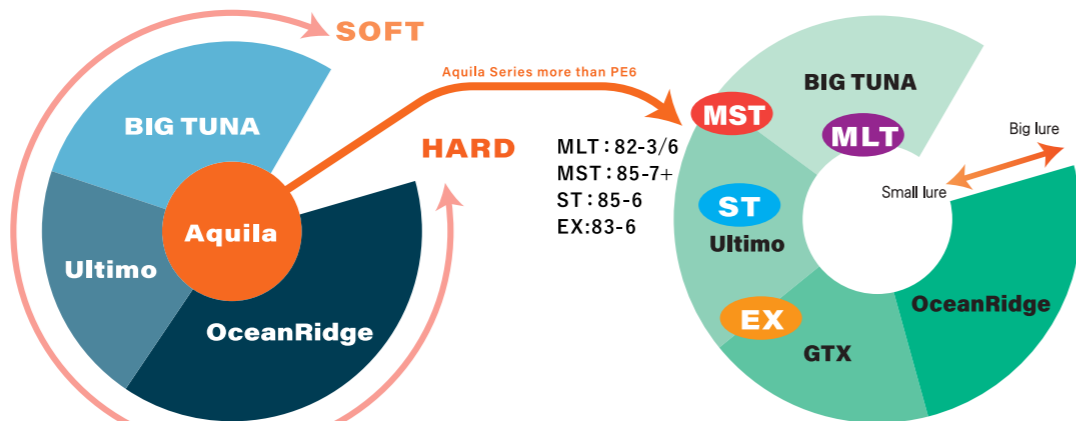 SOFT
BIG TUNA
Ultimo
Aquila
OceanRidge
HARD
Aquila Series more than PE6
MLT：82-3/6
MST：85-7+
ST：85-6
EX:83-6
BIG TUNA
MST
MLT
ST
Ultimo
EX
GTX
OceanRidge
Big lure
Small lure